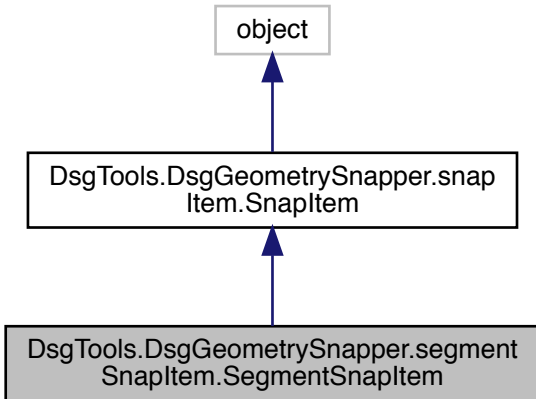 object
DsgTools.DsgGeometrySnapper.snap
Item.SnapItem
DsgTools.DsgGeometrySnapper.segment
SnapItem.SegmentSnapItem